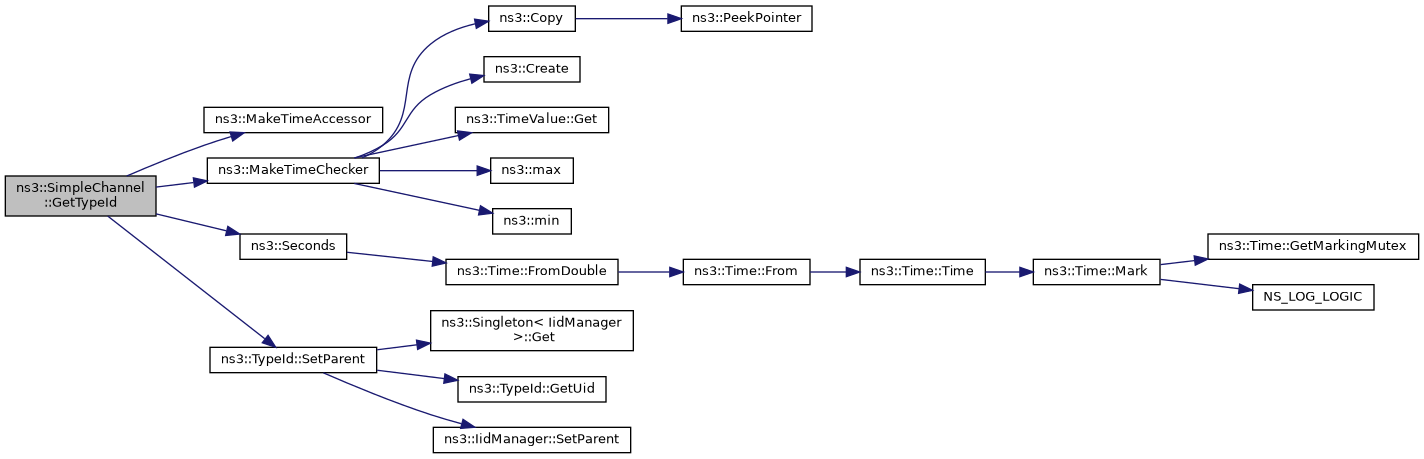 ns3::SimpleChannel
::GetTypeId
ns3::MakeTimeAccessor
ns3::MakeTimeChecker
ns3::Copy
ns3::PeekPointer
ns3::Create
ns3::TimeValue::Get
ns3::max
ns3::min
ns3::Seconds
ns3::Time::FromDouble
ns3::Time::From
ns3::Time::Time
ns3::Time::Mark
ns3::Time::GetMarkingMutex
NS_LOG_LOGIC
ns3::TypeId::SetParent
ns3::Singleton< IidManager
>::Get
ns3::TypeId::GetUid
ns3::IidManager::SetParent